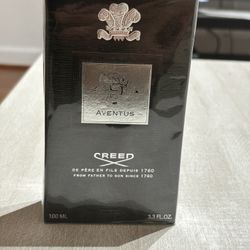 AVENTUS
CREED
DE PÈRE EN FILS DEPUIS 1760
FROM FATHER TO SON SINCE 1760
100 ML 3.3 FL.OZ.